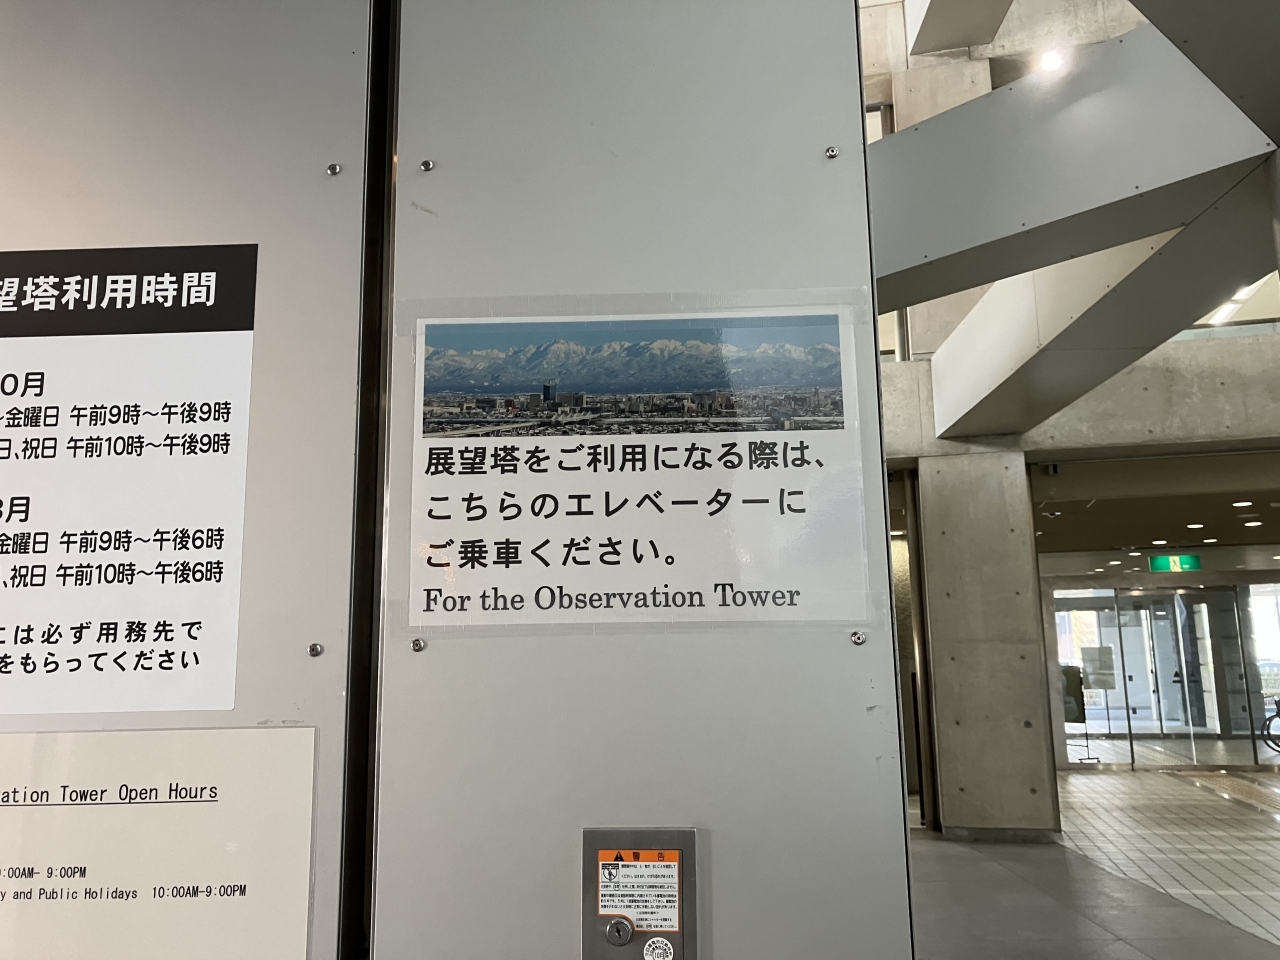 望塔利用時間
0月
～金曜日 午前9時～午後9時
日、祝日 午前10時～午後9時
3月
金曜日 午前9時～午後6時
、祝日 午前10時～午後6時
には必ず用務先で
をもらってください
ation Tower Open Hours
9:00AM- 9:00PM
y and Public Holidays 10:00AM-9:00PM
展望塔をご利用になる際は、
こちらのエレベーターに
ご乗車ください。
For the Observation Tower
警告